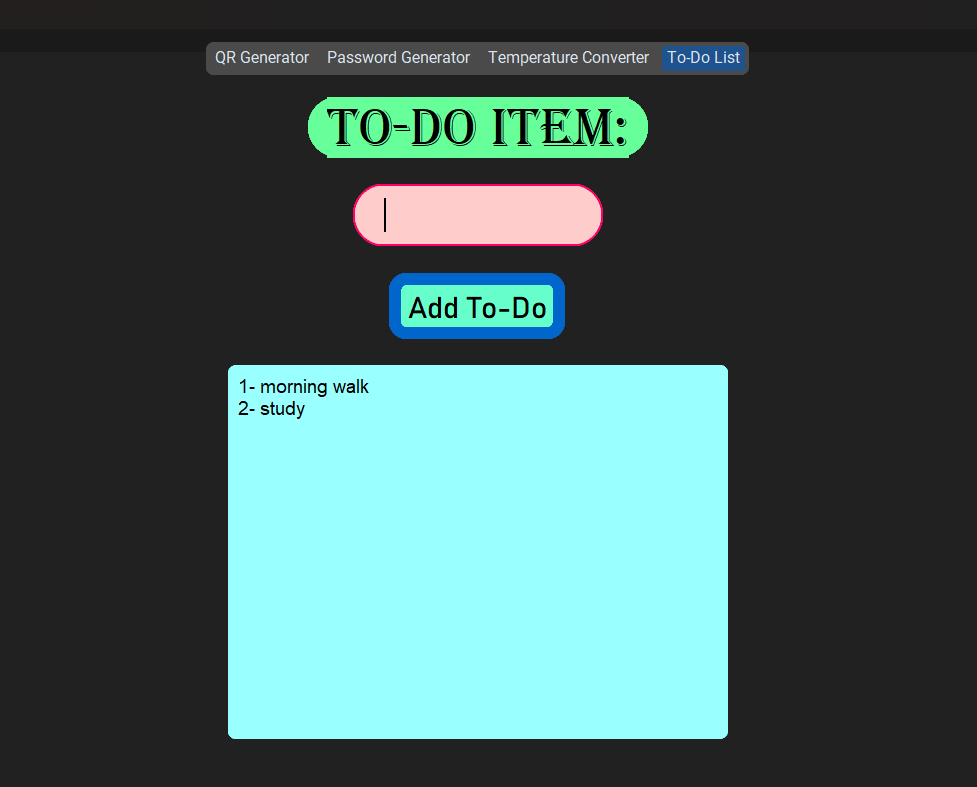 QR Generator Password Generator Temperature Converter To-Do List
TO-DO ITEM:
Add To-Do
1- morning walk
2- study